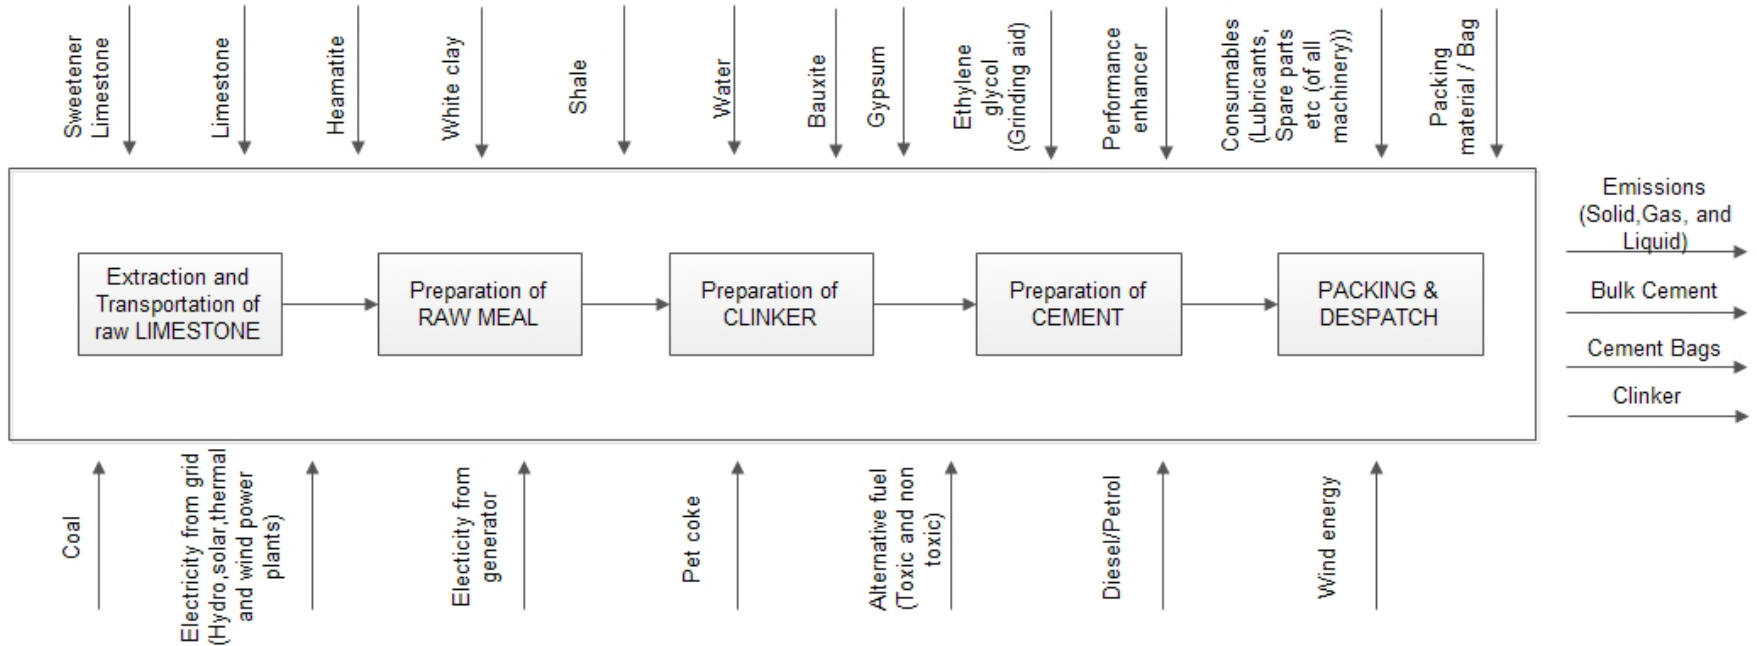 Sweetener
Limestone
Limestone
Heamatite
White clay
Shale
Water
Bauxite
Gypsum
Ethylene
glycol
(Grinding aid)
Performance
enhancer
Consumables
(Lubricants,
Spare parts
etc (of all
machinery))
Packing
material / Bag
Extraction and
Transportation of
raw LIMESTONE
Preparation of
RAW MEAL
Preparation of
CLINKER
Preparation of
CEMENT
PACKING &
DESPATCH
Emissions
(Solid,Gas, and
Liquid)
Bulk Cement
Cement Bags
Clinker
Coal
Electricity from grid
(Hydro,solar,thermal
and wind power
plants)
Electicity from
generator
Pet coke
Alternative fuel
(Toxic and non
toxic)
Diesel/Petrol
Wind energy